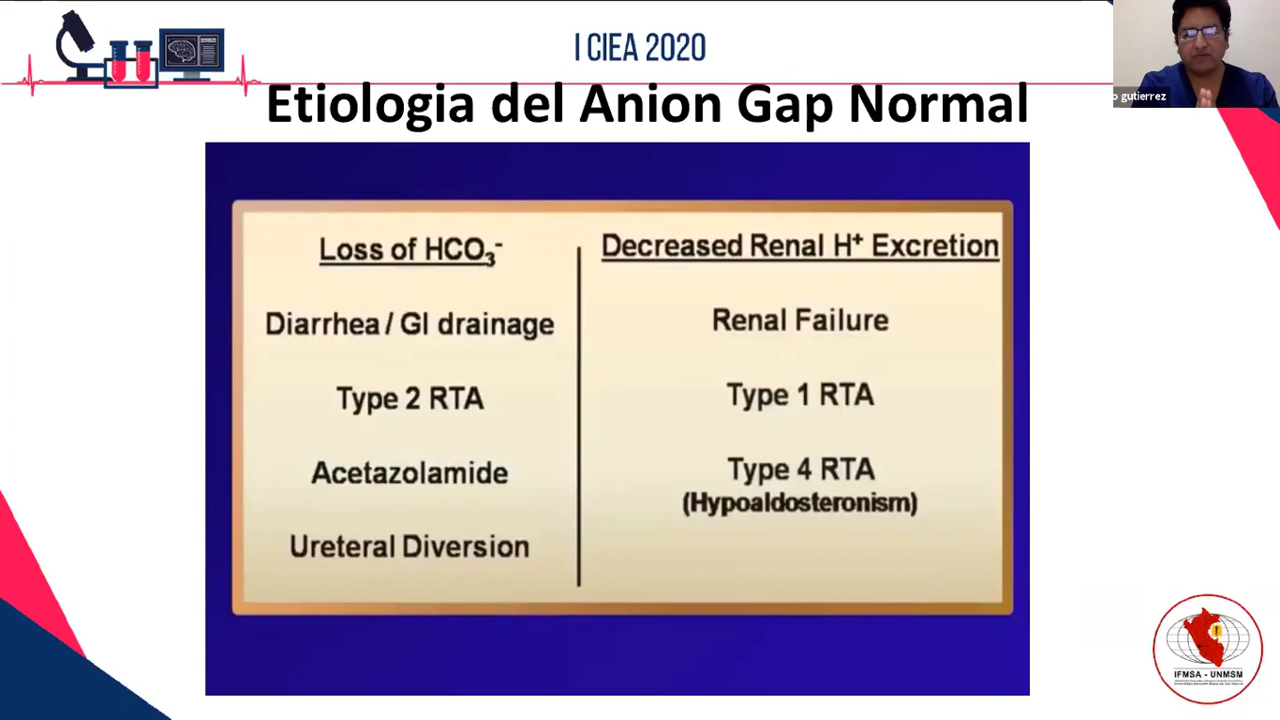 I CIEA 2020
o gutierrez
Etiologia del Anion Gap Normal
Loss of HCO3-
Diarrhea / GI drainage
Type 2 RTA
Acetazolamide
Ureteral Diversion
Decreased Renal H+ Excretion
Renal Failure
Type 1 RTA
Type 4 RTA
(Hypoaldosteronism)
IFMSA - UNMSM